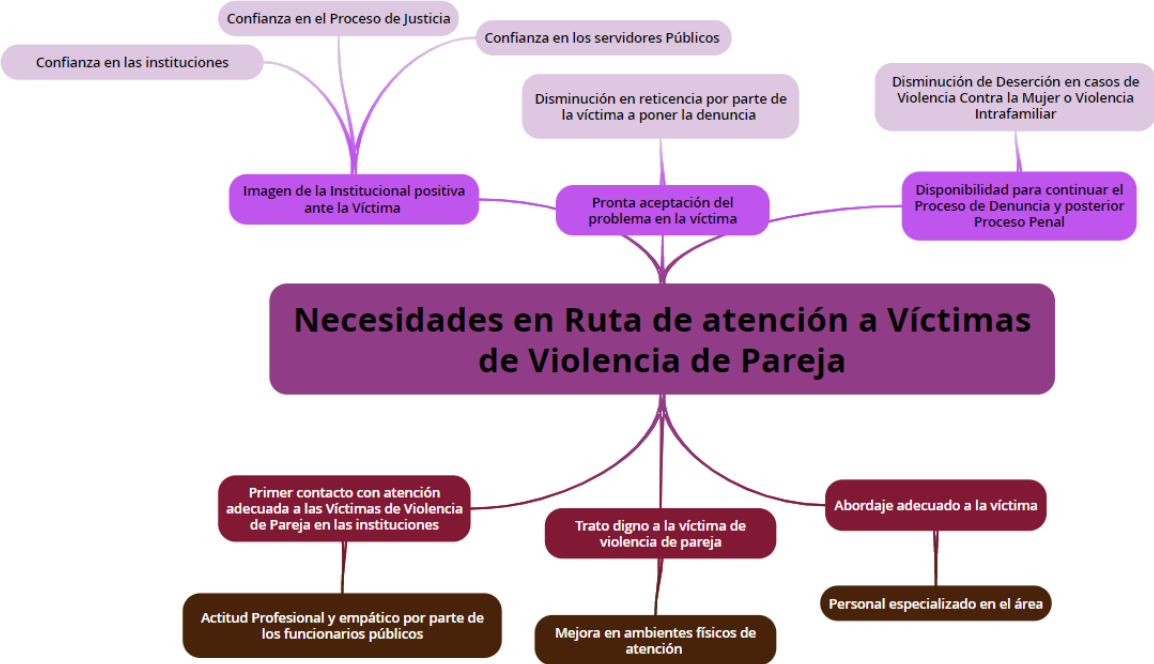 Confianza en el Proceso de Justicia
Confianza en los servidores Públicos
Confianza en las instituciones
Disminución en reticencia por parte de
la víctima a poner la denuncia
Disminución de Deserción en casos de
Violencia Contra la Mujer o Violencia
Intrafamiliar
Imagen de la Institucional positiva
ante la Víctima
Pronta aceptación del
problema en la víctima
Disponibilidad para continuar el
Proceso de Denuncia y posterior
Proceso Penal
Necesidades en Ruta de atención a Víctimas
de Violencia de Pareja
Primer contacto con atención
adecuada a las Víctimas de Violencia
de Pareja en las instituciones
Trato digno a la víctima de
violencia de pareja
Abordaje adecuado a la víctima
Actitud Profesional y empático por parte de
los funcionarios públicos
Mejora en ambientes físicos de
atención
Personal especializado en el área